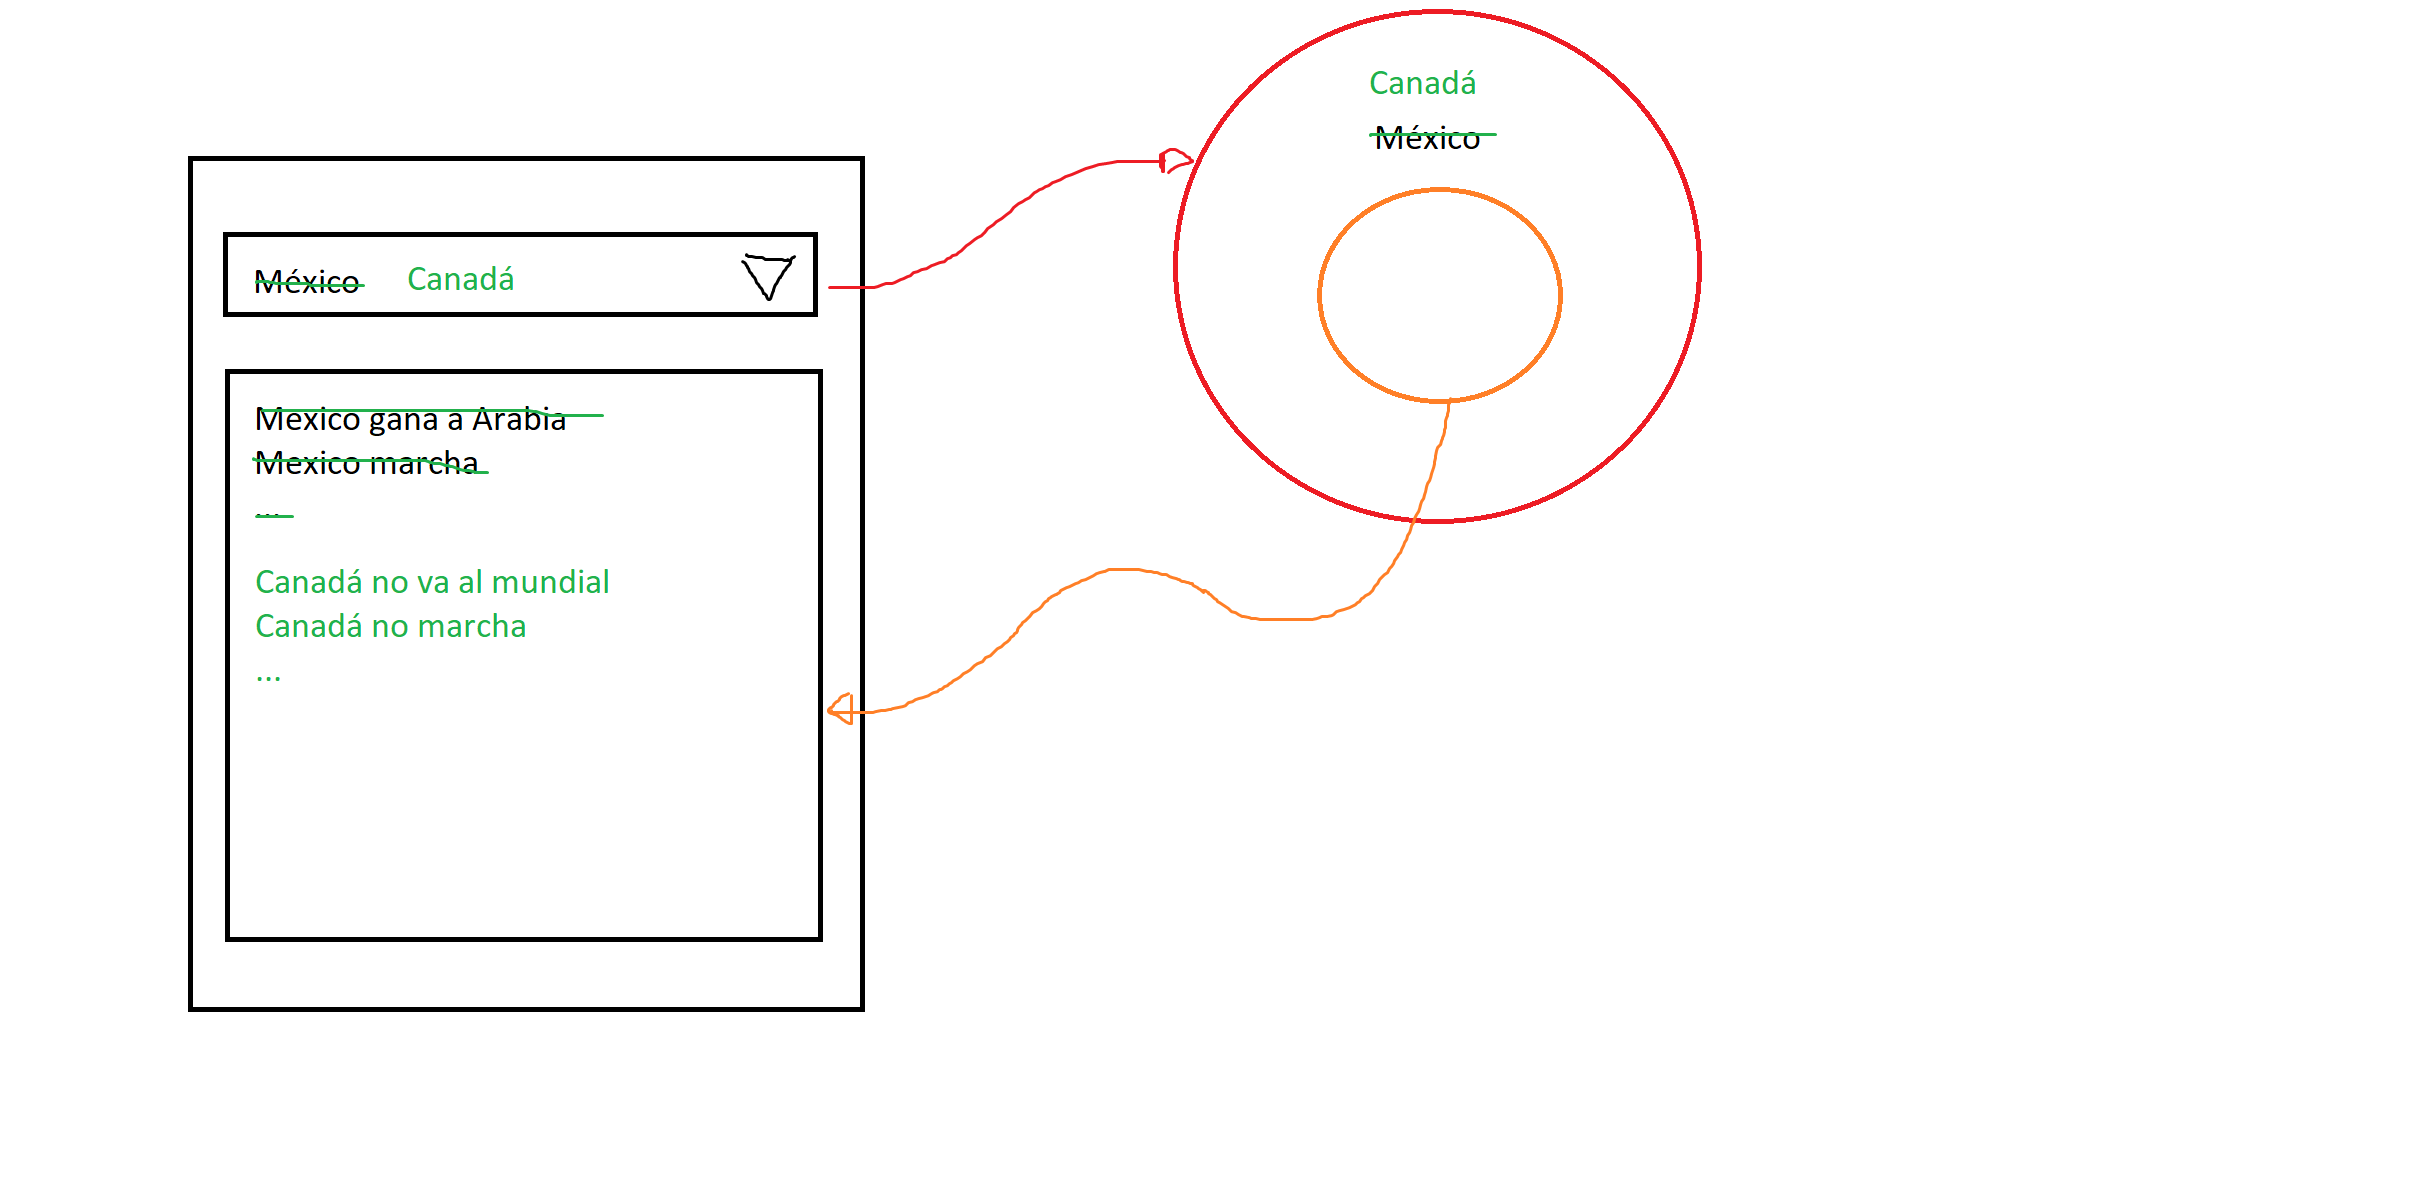 Canadá
México
México Canadá
Mexico gana a Arabia
Mexico marcha
...
Canadá no va al mundial
Canadá no marcha
...